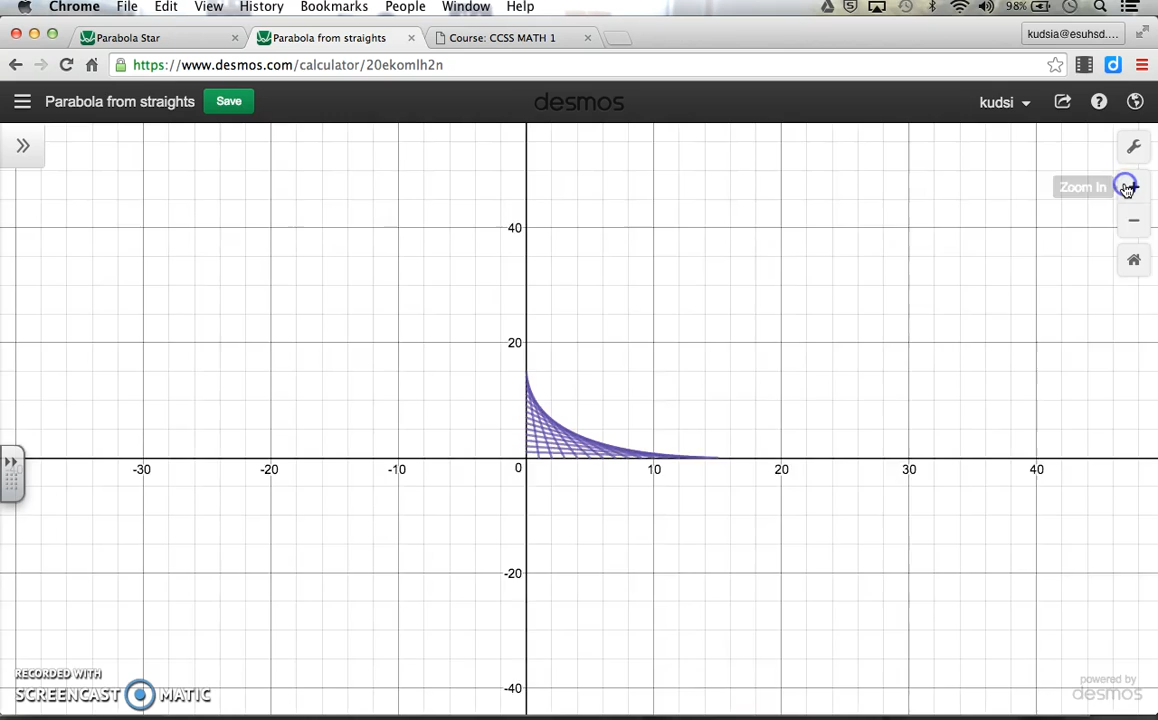 Chrome File Edit View History Bookmarks People Window Help 98%
Parabola Star × Parabola from straights × Course: CCSS MATH 1 × kudsia@esuhsd....
https://www.desmos.com/calculator/20ekomlh2n
Parabola from straights Save desmos kudsi
Zoom In
40
20
-30 -20 -10 0 10 20 30 40
-20
-40
RECORDED WITH
SCREENCAST MATIC
powered by
desmos